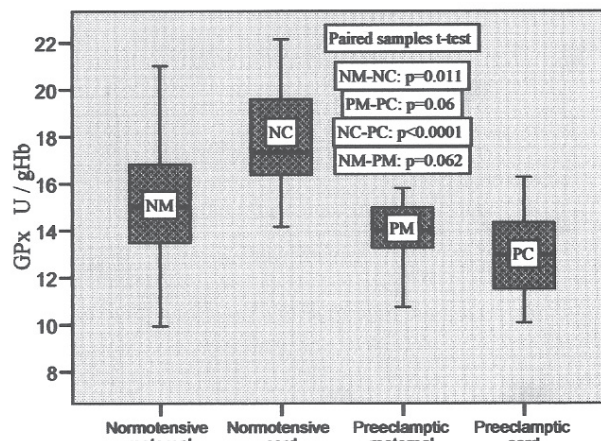 Paired samples t-test
NM-NC: p=0.011
PM-PC: p=0.06
NC-PC: p<0.0001
NM-PM: p=0.062
GPx U / gHb
22
20
18
16
14
12
10
8
NM
NC
PM
PC
Normotensive
Normotensive
Preeclamptic
Preeclamptic